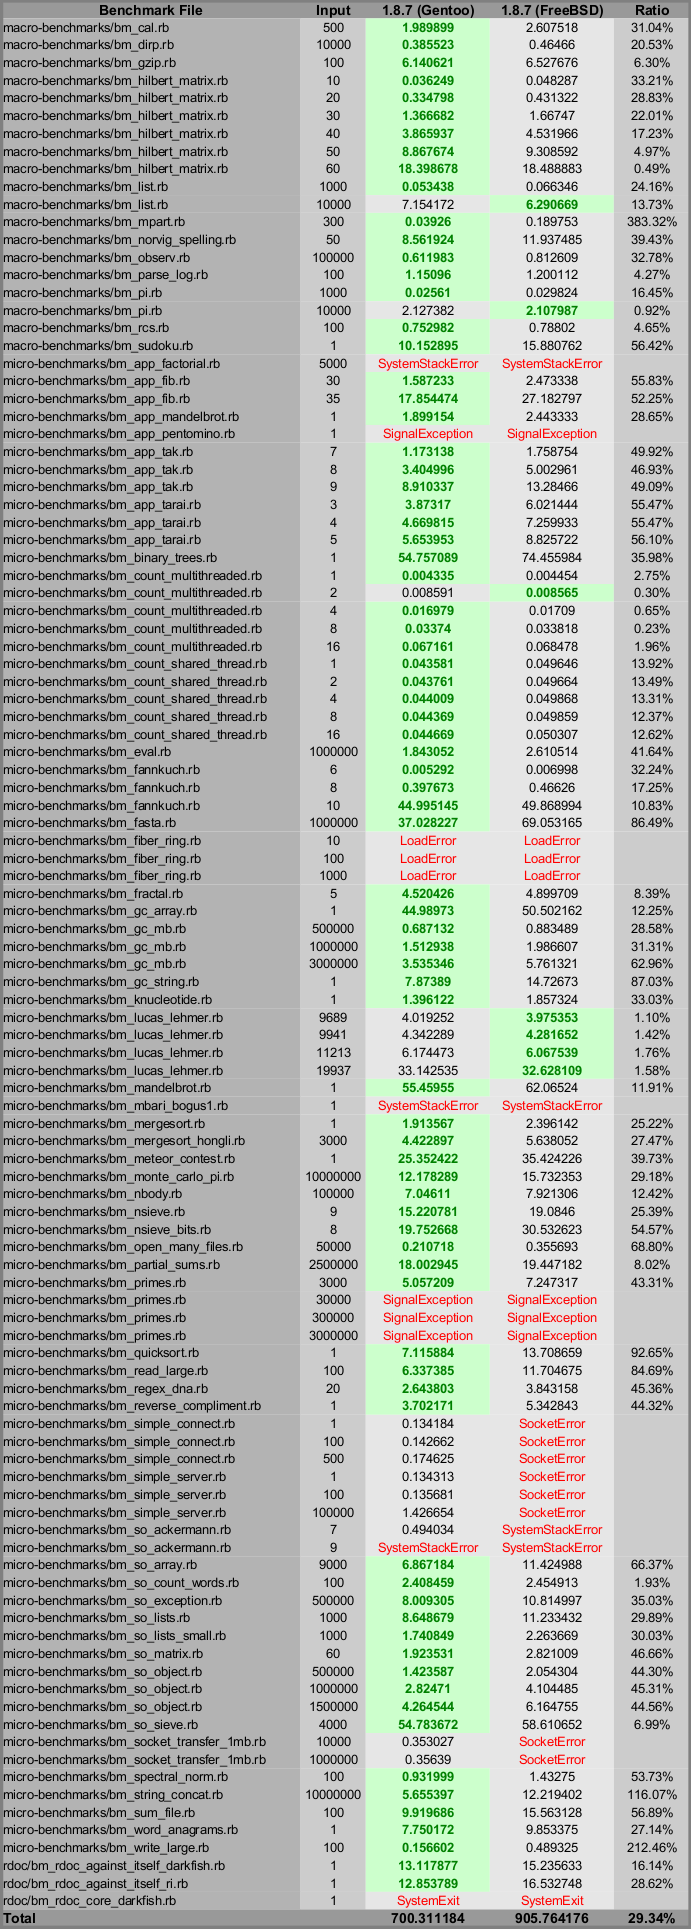 Benchmark File Input 1.8.7 (Gentoo) 1.8.7 (FreeBSD) Ratio
macro-benchmarks/bm_cal.rb 500 1.989899 2.607518 31.04%
macro-benchmarks/bm_dirp.rb 10000 0.385523 0.46466 20.53%
macro-benchmarks/bm_gzip.rb 100 6.140621 6.527676 6.30%
macro-benchmarks/bm_hilbert_matrix.rb 10 0.036249 0.048287 33.21%
macro-benchmarks/bm_hilbert_matrix.rb 20 0.334798 0.431322 28.83%
macro-benchmarks/bm_hilbert_matrix.rb 30 1.366682 1.66747 22.01%
macro-benchmarks/bm_hilbert_matrix.rb 40 3.865937 4.531966 17.23%
macro-benchmarks/bm_hilbert_matrix.rb 50 8.867674 9.308592 4.97%
macro-benchmarks/bm_hilbert_matrix.rb 60 18.398678 18.488883 0.49%
macro-benchmarks/bm_list.rb 1000 0.053438 0.066346 24.16%
macro-benchmarks/bm_list.rb 10000 7.154172 6.290669 13.73%
macro-benchmarks/bm_mpart.rb 300 0.03926 0.189753 383.32%
macro-benchmarks/bm_norvig_spelling.rb 50 8.561924 11.937485 39.43%
macro-benchmarks/bm_observ.rb 100000 0.611983 0.812609 32.78%
macro-benchmarks/bm_parse_log.rb 100 1.15096 1.200112 4.27%
macro-benchmarks/bm_pi.rb 1000 0.02561 0.029824 16.45%
macro-benchmarks/bm_pi.rb 10000 2.127382 2.107987 0.92%
macro-benchmarks/bm_rcs.rb 100 0.752982 0.78802 4.65%
macro-benchmarks/bm_sudoku.rb 1 10.152895 15.880762 56.42%
micro-benchmarks/bm_app_factorial.rb 5000 SystemStackError SystemStackError
micro-benchmarks/bm_app_fib.rb 30 1.587233 2.473338 55.83%
micro-benchmarks/bm_app_fib.rb 35 17.854474 27.182797 52.25%
micro-benchmarks/bm_app_mandelbrot.rb 1 1.899154 2.443333 28.65%
micro-benchmarks/bm_app_pentomino.rb 1 SignalException SignalException
micro-benchmarks/bm_app_tak.rb 7 1.173138 1.758754 49.92%
micro-benchmarks/bm_app_tak.rb 8 3.404996 5.002961 46.93%
micro-benchmarks/bm_app_tak.rb 9 8.910337 13.28466 49.09%
micro-benchmarks/bm_app_tarai.rb 3 3.87317 6.021444 55.47%
micro-benchmarks/bm_app_tarai.rb 4 4.669815 7.259933 55.47%
micro-benchmarks/bm_app_tarai.rb 5 5.653953 8.825722 56.10%
micro-benchmarks/bm_binary_trees.rb 1 54.757089 74.455984 35.98%
micro-benchmarks/bm_count_multithreaded.rb 1 0.004335 0.004454 2.75%
micro-benchmarks/bm_count_multithreaded.rb 2 0.008591 0.008565 0.30%
micro-benchmarks/bm_count_multithreaded.rb 4 0.016979 0.01709 0.65%
micro-benchmarks/bm_count_multithreaded.rb 8 0.03374 0.033818 0.23%
micro-benchmarks/bm_count_multithreaded.rb 16 0.067161 0.068478 1.96%
micro-benchmarks/bm_count_shared_thread.rb 1 0.043581 0.049646 13.92%
micro-benchmarks/bm_count_shared_thread.rb 2 0.043761 0.049664 13.49%
micro-benchmarks/bm_count_shared_thread.rb 4 0.044009 0.049868 13.31%
micro-benchmarks/bm_count_shared_thread.rb 8 0.044369 0.049859 12.37%
micro-benchmarks/bm_count_shared_thread.rb 16 0.044669 0.050307 12.62%
micro-benchmarks/bm_eval.rb 1000000 1.843052 2.610514 41.64%
micro-benchmarks/bm_fannkuch.rb 6 0.005292 0.006998 32.24%
micro-benchmarks/bm_fannkuch.rb 8 0.397673 0.46626 17.25%
micro-benchmarks/bm_fannkuch.rb 10 44.995145 49.868994 10.83%
micro-benchmarks/bm_fasta.rb 1000000 37.028227 69.053165 86.49%
micro-benchmarks/bm_fiber_ring.rb 10 LoadError LoadError
micro-benchmarks/bm_fiber_ring.rb 100 LoadError LoadError
micro-benchmarks/bm_fiber_ring.rb 1000 LoadError LoadError
micro-benchmarks/bm_fractal.rb 5 4.520426 4.899709 8.39%
micro-benchmarks/bm_gc_array.rb 1 44.98973 50.502162 12.25%
micro-benchmarks/bm_gc_mb.rb 500000 0.687132 0.883489 28.58%
micro-benchmarks/bm_gc_mb.rb 1000000 1.512938 1.986607 31.31%
micro-benchmarks/bm_gc_mb.rb 3000000 3.535346 5.761321 62.96%
micro-benchmarks/bm_gc_string.rb 1 7.87389 14.72673 87.03%
micro-benchmarks/bm_knucleotide.rb 1 1.396122 1.857324 33.03%
micro-benchmarks/bm_lucas_lehmer.rb 9689 4.019252 3.975353 1.10%
micro-benchmarks/bm_lucas_lehmer.rb 9941 4.342289 4.281652 1.42%
micro-benchmarks/bm_lucas_lehmer.rb 11213 6.174473 6.067539 1.76%
micro-benchmarks/bm_lucas_lehmer.rb 19937 33.142535 32.628109 1.58%
micro-benchmarks/bm_mandelbrot.rb 1 55.45955 62.06524 11.91%
micro-benchmarks/bm_mbari_bogus1.rb 1 SystemStackError SystemStackError
micro-benchmarks/bm_mergesort.rb 1 1.913567 2.396142 25.22%
micro-benchmarks/bm_mergesort_hongli.rb 3000 4.422897 5.638052 27.47%
micro-benchmarks/bm_meteor_contest.rb 1 25.352422 35.424226 39.73%
micro-benchmarks/bm_monte_carlo_pi.rb 10000000 12.178289 15.732353 29.18%
micro-benchmarks/bm_nbody.rb 100000 7.04611 7.921306 12.42%
micro-benchmarks/bm_nsieve.rb 9 15.220781 19.0846 25.39%
micro-benchmarks/bm_nsieve_bits.rb 8 19.752668 30.532623 54.57%
micro-benchmarks/bm_open_many_files.rb 50000 0.210718 0.355693 68.80%
micro-benchmarks/bm_partial_sums.rb 2500000 18.002945 19.447182 8.02%
micro-benchmarks/bm_primes.rb 3000 5.057209 7.247317 43.31%
micro-benchmarks/bm_primes.rb 30000 SignalException SignalException
micro-benchmarks/bm_primes.rb 300000 SignalException SignalException
micro-benchmarks/bm_primes.rb 3000000 SignalException SignalException
micro-benchmarks/bm_quicksort.rb 1 7.115884 13.708659 92.65%
micro-benchmarks/bm_read_large.rb 100 6.337385 11.704675 84.69%
micro-benchmarks/bm_regex_dna.rb 20 2.643803 3.843158 45.36%
micro-benchmarks/bm_reverse_compliment.rb 1 3.702171 5.342843 44.32%
micro-benchmarks/bm_simple_connect.rb 1 0.134184 SocketError
micro-benchmarks/bm_simple_connect.rb 100 0.142662 SocketError
micro-benchmarks/bm_simple_connect.rb 500 0.174625 SocketError
micro-benchmarks/bm_simple_server.rb 1 0.134313 SocketError
micro-benchmarks/bm_simple_server.rb 100 0.135681 SocketError
micro-benchmarks/bm_simple_server.rb 100000 1.426654 SocketError
micro-benchmarks/bm_so_ackermann.rb 7 0.494034 SystemStackError
micro-benchmarks/bm_so_ackermann.rb 9 SystemStackError SystemStackError
micro-benchmarks/bm_so_array.rb 9000 6.867184 11.424988 66.37%
micro-benchmarks/bm_so_count_words.rb 100 2.408459 2.454913 1.93%
micro-benchmarks/bm_so_exception.rb 500000 8.009305 10.814997 35.03%
micro-benchmarks/bm_so_lists.rb 1000 8.648679 11.233432 29.89%
micro-benchmarks/bm_so_lists_small.rb 1000 1.740849 2.263669 30.03%
micro-benchmarks/bm_so_matrix.rb 60 1.923531 2.821009 46.66%
micro-benchmarks/bm_so_object.rb 500000 1.423587 2.054304 44.30%
micro-benchmarks/bm_so_object.rb 1000000 2.82471 4.104485 45.31%
micro-benchmarks/bm_so_object.rb 1500000 4.264544 6.164755 44.56%
micro-benchmarks/bm_so_sieve.rb 4000 54.783672 58.610652 6.99%
micro-benchmarks/bm_socket_transfer_1mb.rb 10000 0.353027 SocketError
micro-benchmarks/bm_socket_transfer_1mb.rb 1000000 0.35639 SocketError
micro-benchmarks/bm_spectral_norm.rb 100 0.931999 1.43275 53.73%
micro-benchmarks/bm_string_concat.rb 10000000 5.655397 12.219402 116.07%
micro-benchmarks/bm_sum_file.rb 100 9.919686 15.563128 56.89%
micro-benchmarks/bm_word_anagrams.rb 1 7.750172 9.853375 27.14%
micro-benchmarks/bm_write_large.rb 100 0.156602 0.489325 212.46%
rdoc/bm_rdoc_against_itself_darkfish.rb 1 13.117877 15.235633 16.14%
rdoc/bm_rdoc_against_itself_ri.rb 1 12.853789 16.532748 28.62%
rdoc/bm_rdoc_core_darkfish.rb 1 SystemExit SystemExit
Total 700.311184 905.764176 29.34%